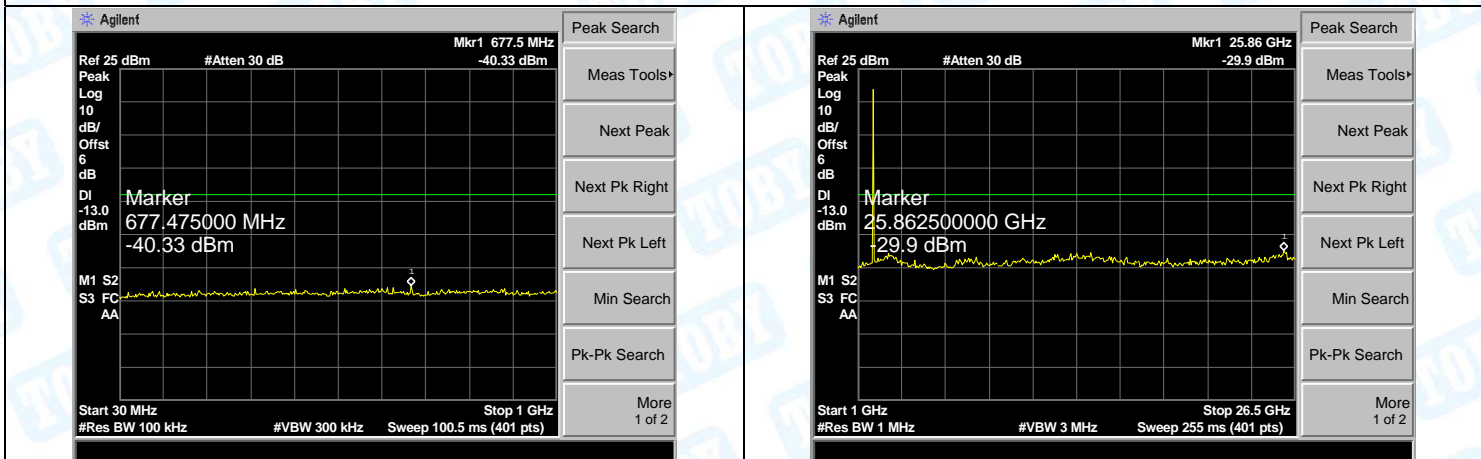 Agilent
Peak Search
Mkr1 677.5 MHz
Ref 25 dBm #Atten 30 dB -40.33 dBm
Peak
Log
10
dB/
Offst
6
dB
DI
-13.0
dBm
Marker
677.475000 MHz
-40.33 dBm
1
M1 S2
S3 FC
AA
Start 30 MHz Stop 1 GHz
#Res BW 100 kHz #VBW 300 kHz Sweep 100.5 ms (401 pts)
Meas Tools
Next Peak
Next Pk Right
Next Pk Left
Min Search
Pk-Pk Search
More
1 of 2
Agilent
Peak Search
Mkr1 25.86 GHz
Ref 25 dBm #Atten 30 dB -29.9 dBm
Peak
Log
10
dB/
Offst
6
dB
DI
-13.0
dBm
Marker
25.862500000 GHz
-29.9 dBm
1
M1 S2
S3 FC
AA
Start 1 GHz Stop 26.5 GHz
#Res BW 1 MHz #VBW 3 MHz Sweep 255 ms (401 pts)
Meas Tools
Next Peak
Next Pk Right
Next Pk Left
Min Search
Pk-Pk Search
More
1 of 2
TOBY